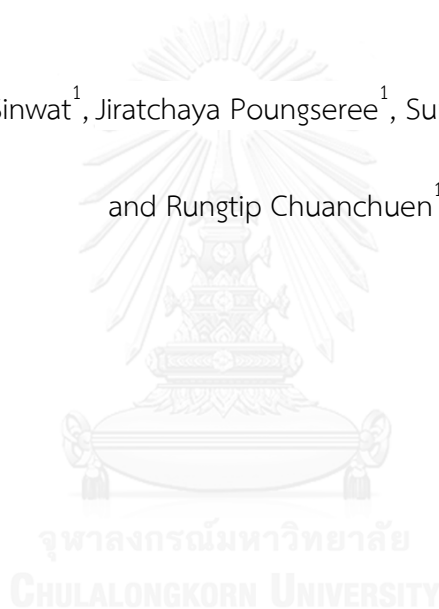 inwat1, Jiratchaya Poungseree1, Su
and Rungtip Chuanchuen1
จุฬาลงกรณ์มหาวิทยาลัย
CHULALONGKORN UNIVERSITY